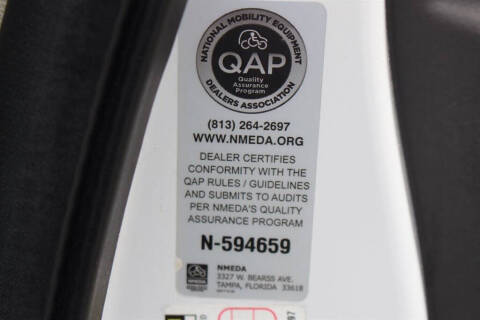 NATIONAL MOBILITY EQUIPMENT
QAP
Quality
Assurance
Program
DEALERS ASSOCIATION
(813) 264-2697
WWW.NMEDA.ORG
DEALER CERTIFIES
CONFORMITY WITH THE
QAP RULES / GUIDELINES
AND SUBMITS TO AUDITS
PER NMEDA'S QUALITY
ASSURANCE PROGRAM
N-594659
NMEDA
NMEDA
3327 W. BEARSS AVE.
TAMPA, FLORIDA 33618